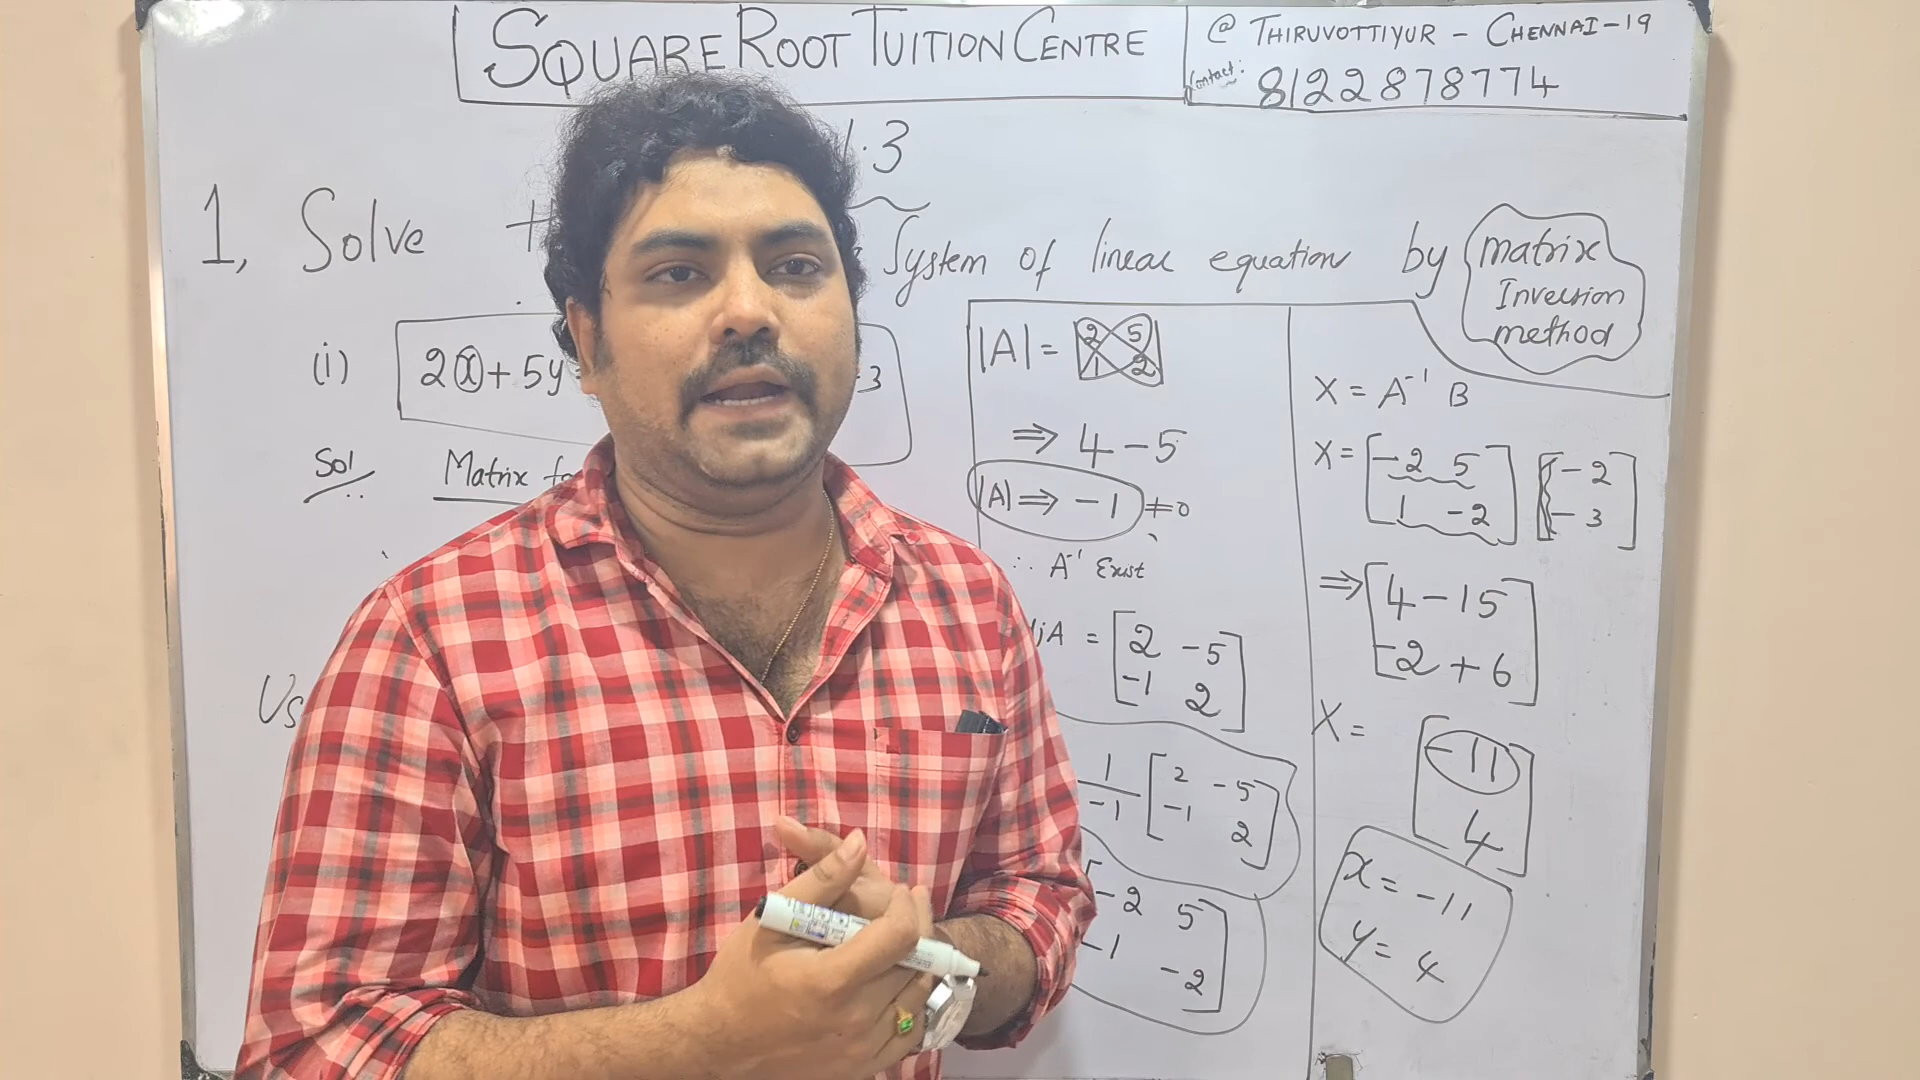 SQUARE ROOT TUITION CENTRE
@ THIRUVOTTIYUR - CHENNAI-19
Contact: 8122878774
1.3
1, Solve System of linear equation by matrix Inversion method
(i) 2x + 5y
3
Sol
Matrix
Us
|A| = |2 5|
|1 2|
⇒ 4 - 5
|A| ⇒ -1 ≠0
∴ A⁻¹ Exist
jA = [2 -5]
[-1 2]
1/-1 [2 -5]
[-1 2]
[-2 5]
1 -2]
X = A⁻¹ B
X = [-2 5] [-2]
[1 -2] [-3]
⇒ [4 - 15]
[-2 + 6]
X = [-11]
[4]
x = -11
y = 4